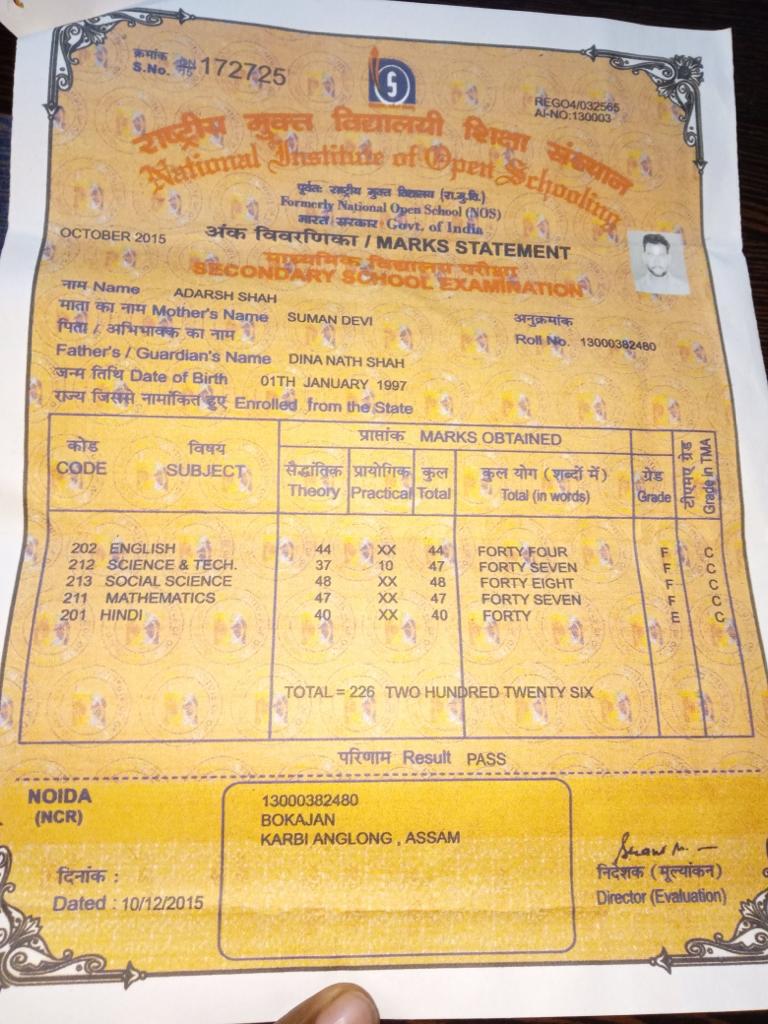 क्रमांक
S.No. 172725
REGO4/032565
AI-NO:130003
राष्ट्रीय मुक्त विद्यालयी शिक्षा संस्थान
National Institute of Open Schooling
पूर्वतः राष्ट्रीय मुक्त विद्यालय (रा.मु.वि.)
Formerly National Open School (NOS)
भारत सरकार Govt. of India
OCTOBER 2015 अंक विवरणिका / MARKS STATEMENT
माध्यमिक विद्यालय परीक्षा
SECONDARY SCHOOL EXAMINATION
नाम Name ADARSH SHAH
माता का नाम Mother's Name SUMAN DEVI
अनुक्रमांक
पिता / अभिभावक का नाम
Roll No. 13000382480
Father's / Guardian's Name DINA NATH SHAH
जन्म तिथि Date of Birth 01TH JANUARY 1997
राज्य जिससे नामांकित हुए Enrolled from the State
कोड विषय प्राप्तांक MARKS OBTAINED
CODE SUBJECT सैद्धांतिक प्रायोगिक कुल कुल योग (शब्दों में) ग्रेड टीएमए ग्रेड
Theory Practical Total Total (in words) Grade Grade in TMA
202 ENGLISH 44 XX 44 FORTY FOUR F C
212 SCIENCE & TECH. 37 10 47 FORTY SEVEN F C
213 SOCIAL SCIENCE 48 XX 48 FORTY EIGHT F C
211 MATHEMATICS 47 XX 47 FORTY SEVEN F C
201 HINDI 40 XX 40 FORTY E C
TOTAL = 226 TWO HUNDRED TWENTY SIX
परिणाम Result PASS
NOIDA
(NCR)
13000382480
BOKAJAN
KARBI ANGLONG , ASSAM
दिनांक :
Dated : 10/12/2015
निदेशक (मूल्यांकन)
Director (Evaluation)